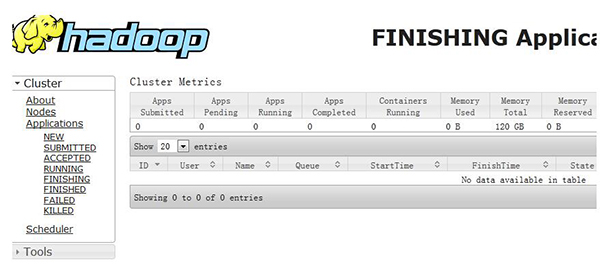 hadoop
FINISHING Applica
Cluster
About
Nodes
Applications
NEW
SUBMITTED
ACCEPTED
RUNNING
FINISHING
FINISHED
FAILED
KILLED
Scheduler
Tools
Cluster Metrics
Apps Submitted Apps Pending Apps Running Apps Completed Containers Running Memory Used Memory Total Memory Reserved
0 0 0 0 0 0 B 120 GB 0 B
Show 20 entries
ID User Name Queue StartTime FinishTime State
No data available in table
Showing 0 to 0 of 0 entries